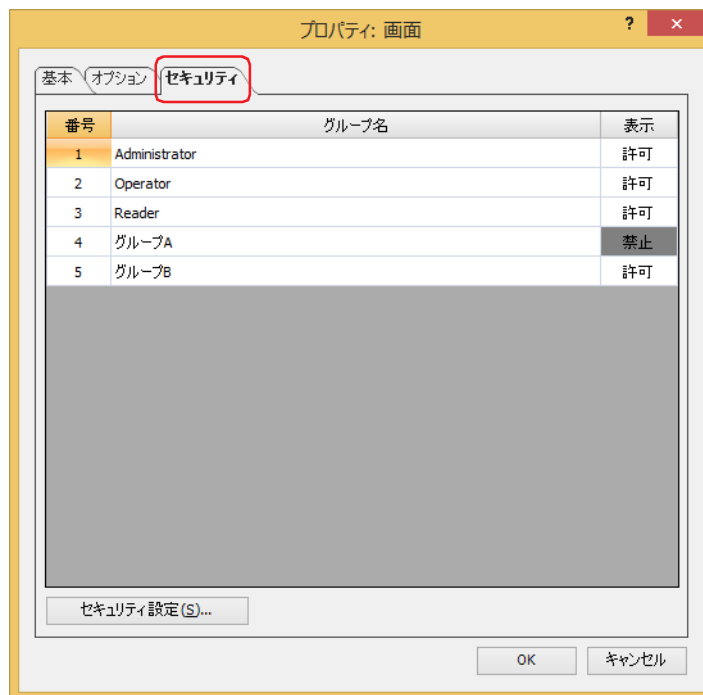 プロパティ: 画面
? ×
基本 オプション セキュリティ
番号 グループ名 表示
1 Administrator 許可
2 Operator 許可
3 Reader 許可
4 グループA 禁止
5 グループB 許可
セキュリティ設定(S)...
OK キャンセル